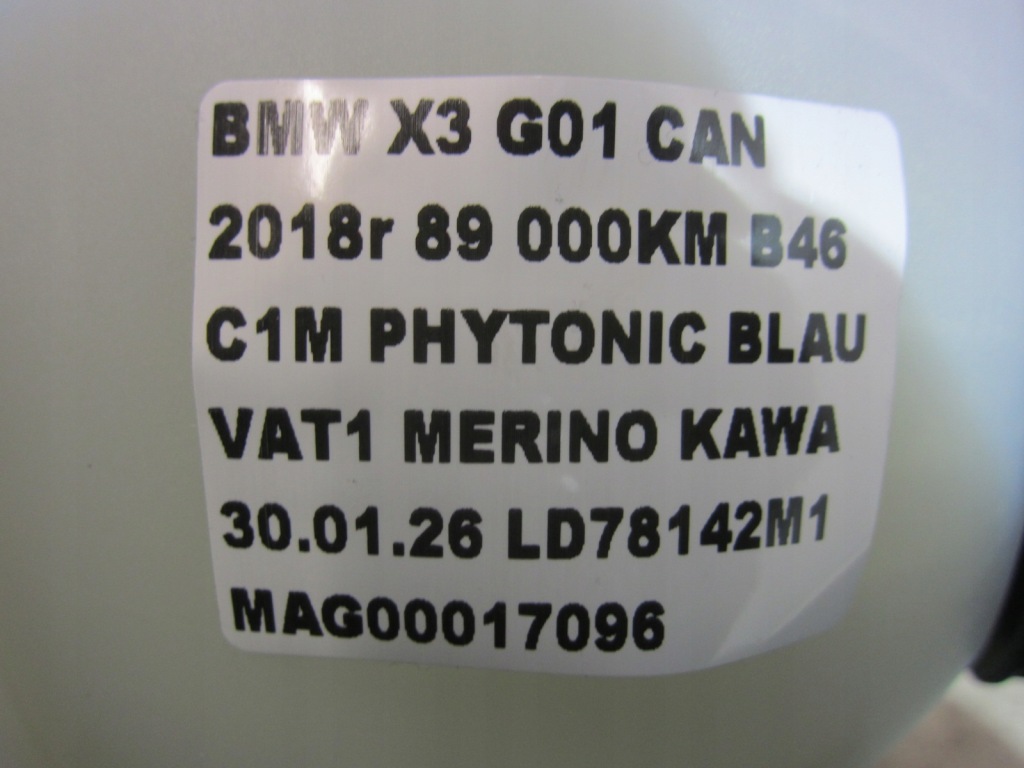 BMW X3 G01 CAN
2018r 89 000KM B46
C1M PHYTONIC BLAU
VAT1 MERINO KAWA
30.01.26 LD78142M1
MAG00017096